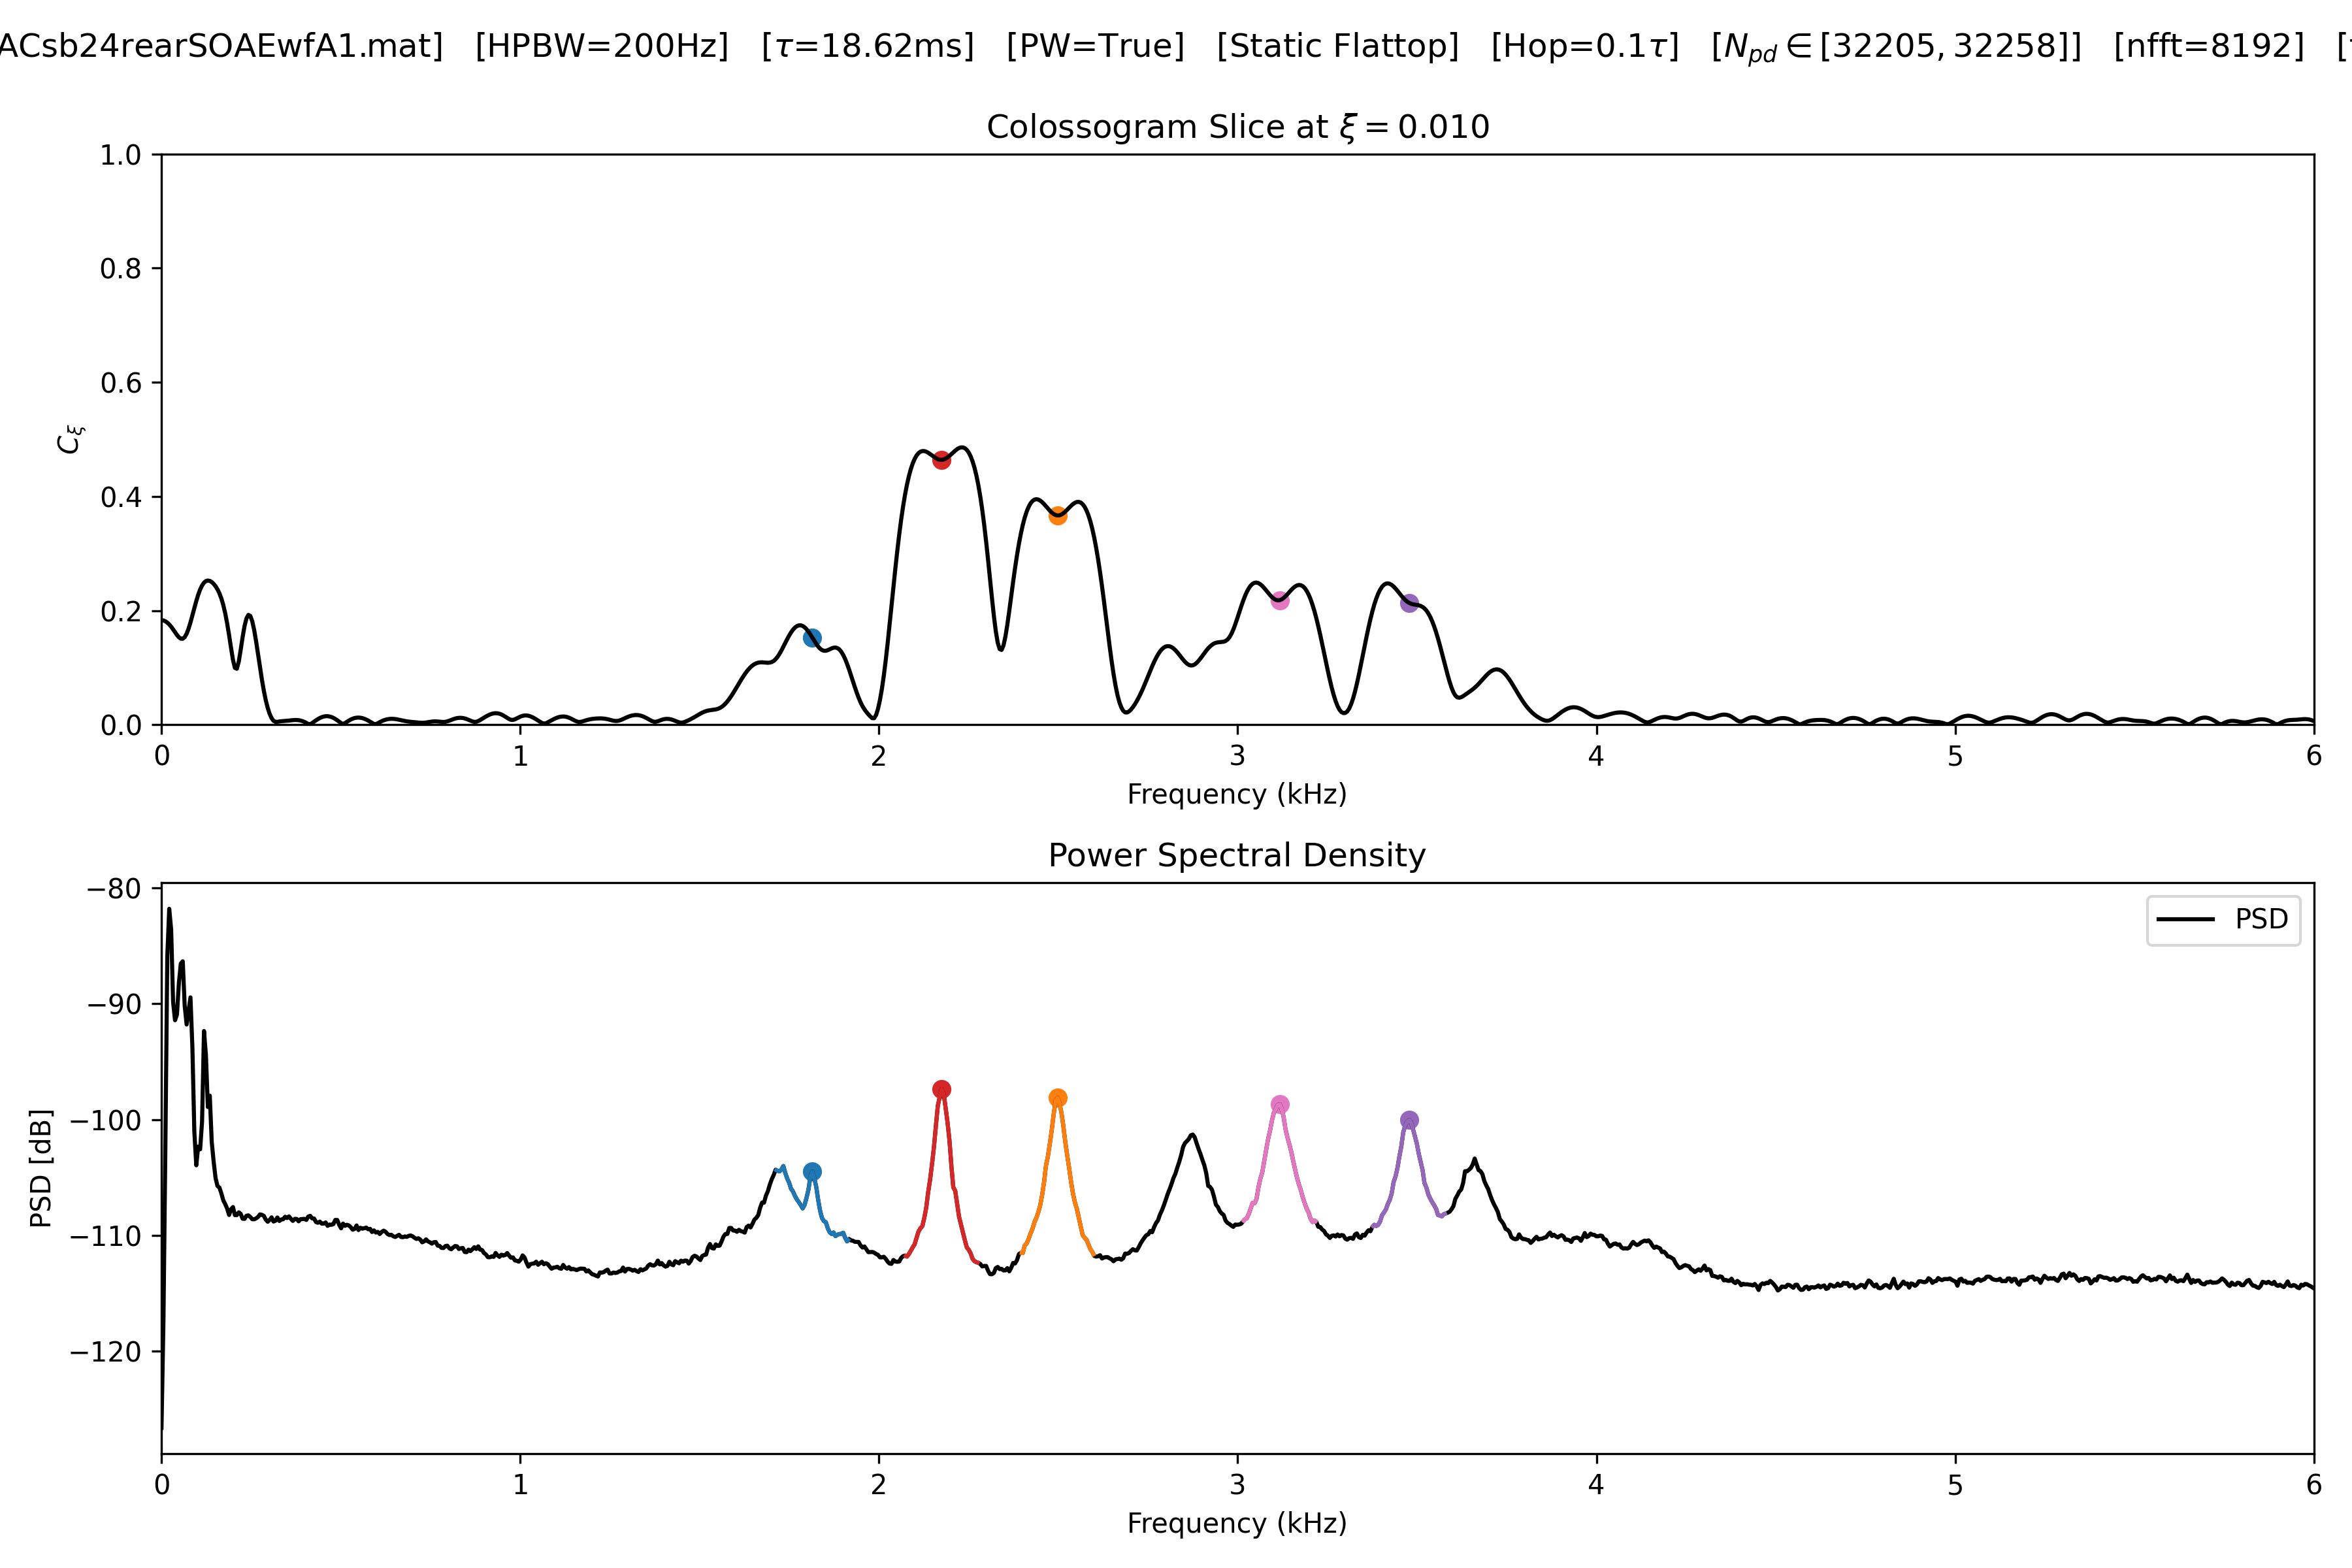 ACsb24rearSOAEwfA1.mat] [HPBW=200Hz] [τ=18.62ms] [PW=True] [Static Flattop] [Hop=0.1τ] [N_pd ∈ [32205, 32258]] [nfft=8192] [
Colossogram Slice at ξ = 0.010
1.0
0.8
0.6
0.4
0.2
0.0
C_ξ
0 1 2 3 4 5 6
Frequency (kHz)
Power Spectral Density
−80
−90
−100
−110
−120
PSD [dB]
PSD
0 1 2 3 4 5 6
Frequency (kHz)